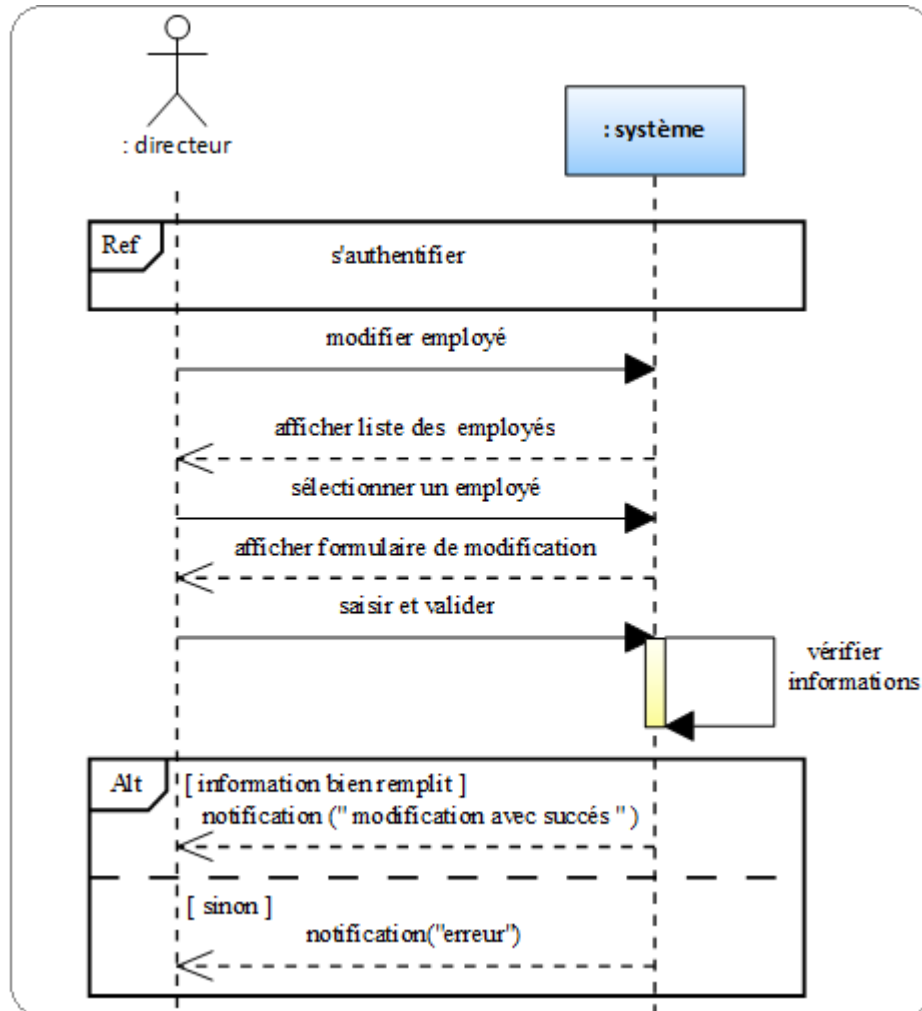 : directeur
: système
Ref
s'authentifier
modifier employé
afficher liste des employés
sélectionner un employé
afficher formulaire de modification
saisir et valider
vérifier
informations
Alt
[ information bien remplit ]
notification (" modification avec succés " )
[ sinon ]
notification("erreur")